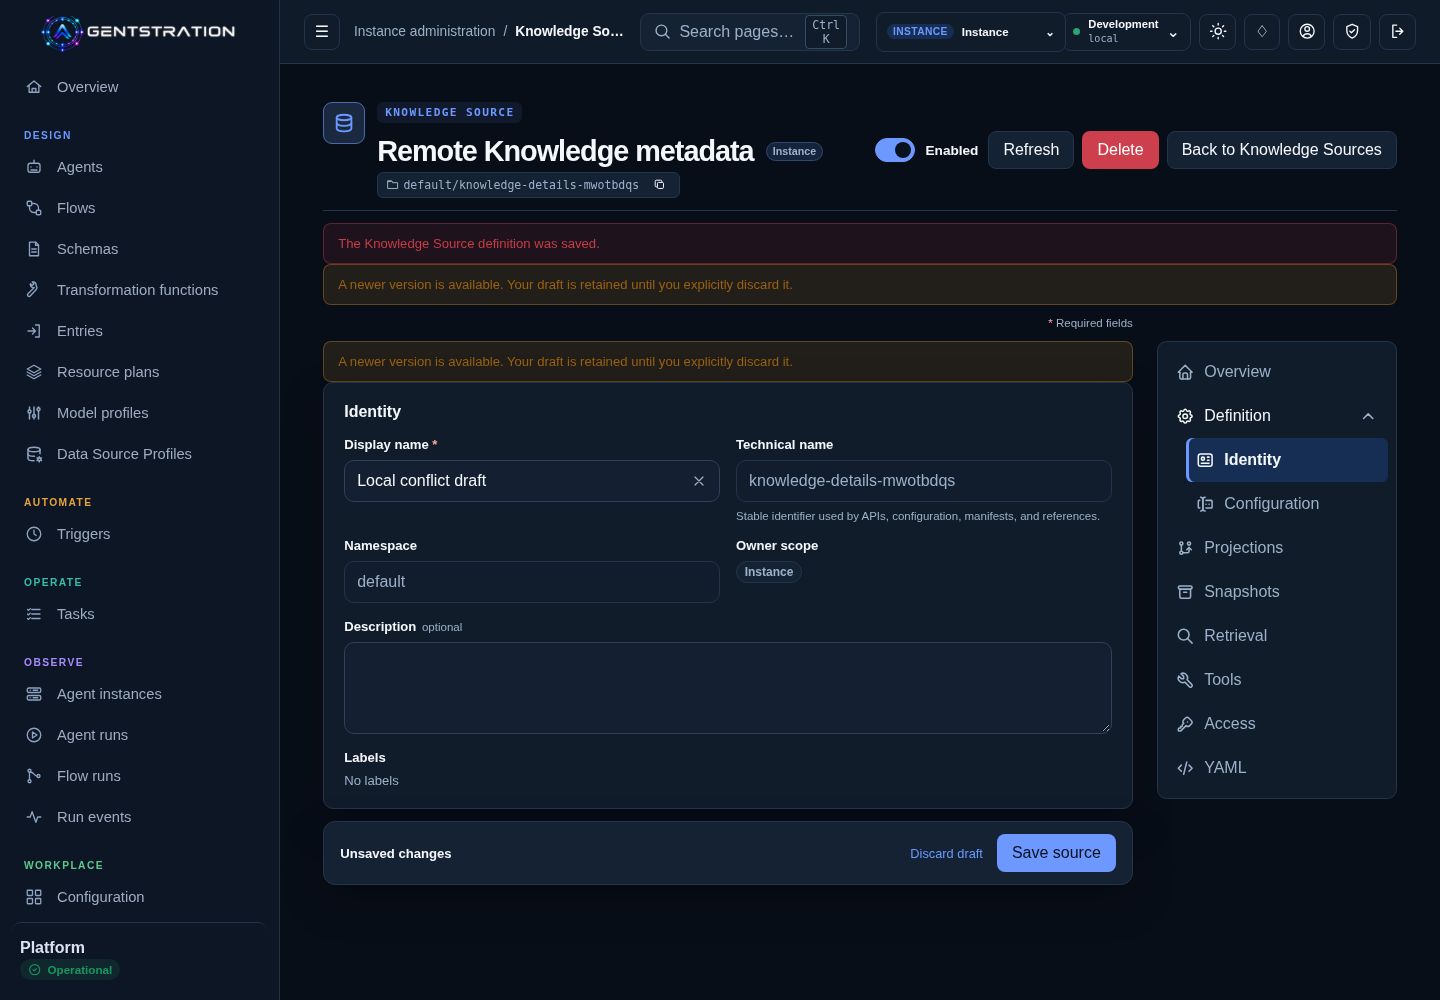 GENTSTRATION
Overview
DESIGN
Agents
Flows
Schemas
Transformation functions
Entries
Resource plans
Model profiles
Data Source Profiles
AUTOMATE
Triggers
OPERATE
Tasks
OBSERVE
Agent instances
Agent runs
Flow runs
Run events
WORKPLACE
Configuration
Platform
Operational
Instance administration / Knowledge So…
Search pages… Ctrl K
INSTANCE Instance
Development
local
KNOWLEDGE SOURCE
Remote Knowledge metadata Instance
default/knowledge-details-mwotbdqs
Enabled Refresh Delete Back to Knowledge Sources
The Knowledge Source definition was saved.
A newer version is available. Your draft is retained until you explicitly discard it.
* Required fields
A newer version is available. Your draft is retained until you explicitly discard it.
Identity
Display name * Technical name
Local conflict draft knowledge-details-mwotbdqs
Stable identifier used by APIs, configuration, manifests, and references.
Namespace Owner scope
default Instance
Description optional
Labels
No labels
Unsaved changes Discard draft Save source
Overview
Definition
Identity
Configuration
Projections
Snapshots
Retrieval
Tools
Access
YAML